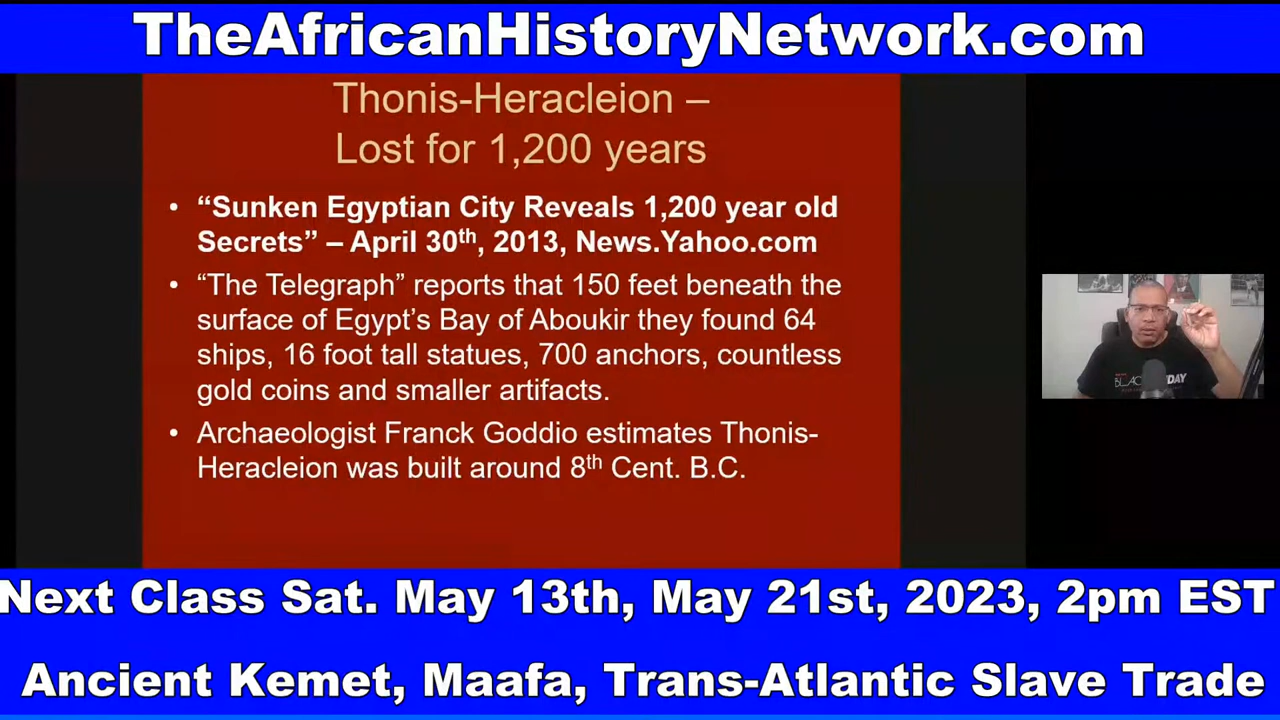 TheAfricanHistoryNetwork.com
Thonis-Heracleion –
Lost for 1,200 years
• “Sunken Egyptian City Reveals 1,200 year old
Secrets” – April 30th, 2013, News.Yahoo.com
• “The Telegraph” reports that 150 feet beneath the
surface of Egypt’s Bay of Aboukir they found 64
ships, 16 foot tall statues, 700 anchors, countless
gold coins and smaller artifacts.
• Archaeologist Franck Goddio estimates Thonis-
Heracleion was built around 8th Cent. B.C.
Next Class Sat. May 13th, May 21st, 2023, 2pm EST
Ancient Kemet, Maafa, Trans-Atlantic Slave Trade